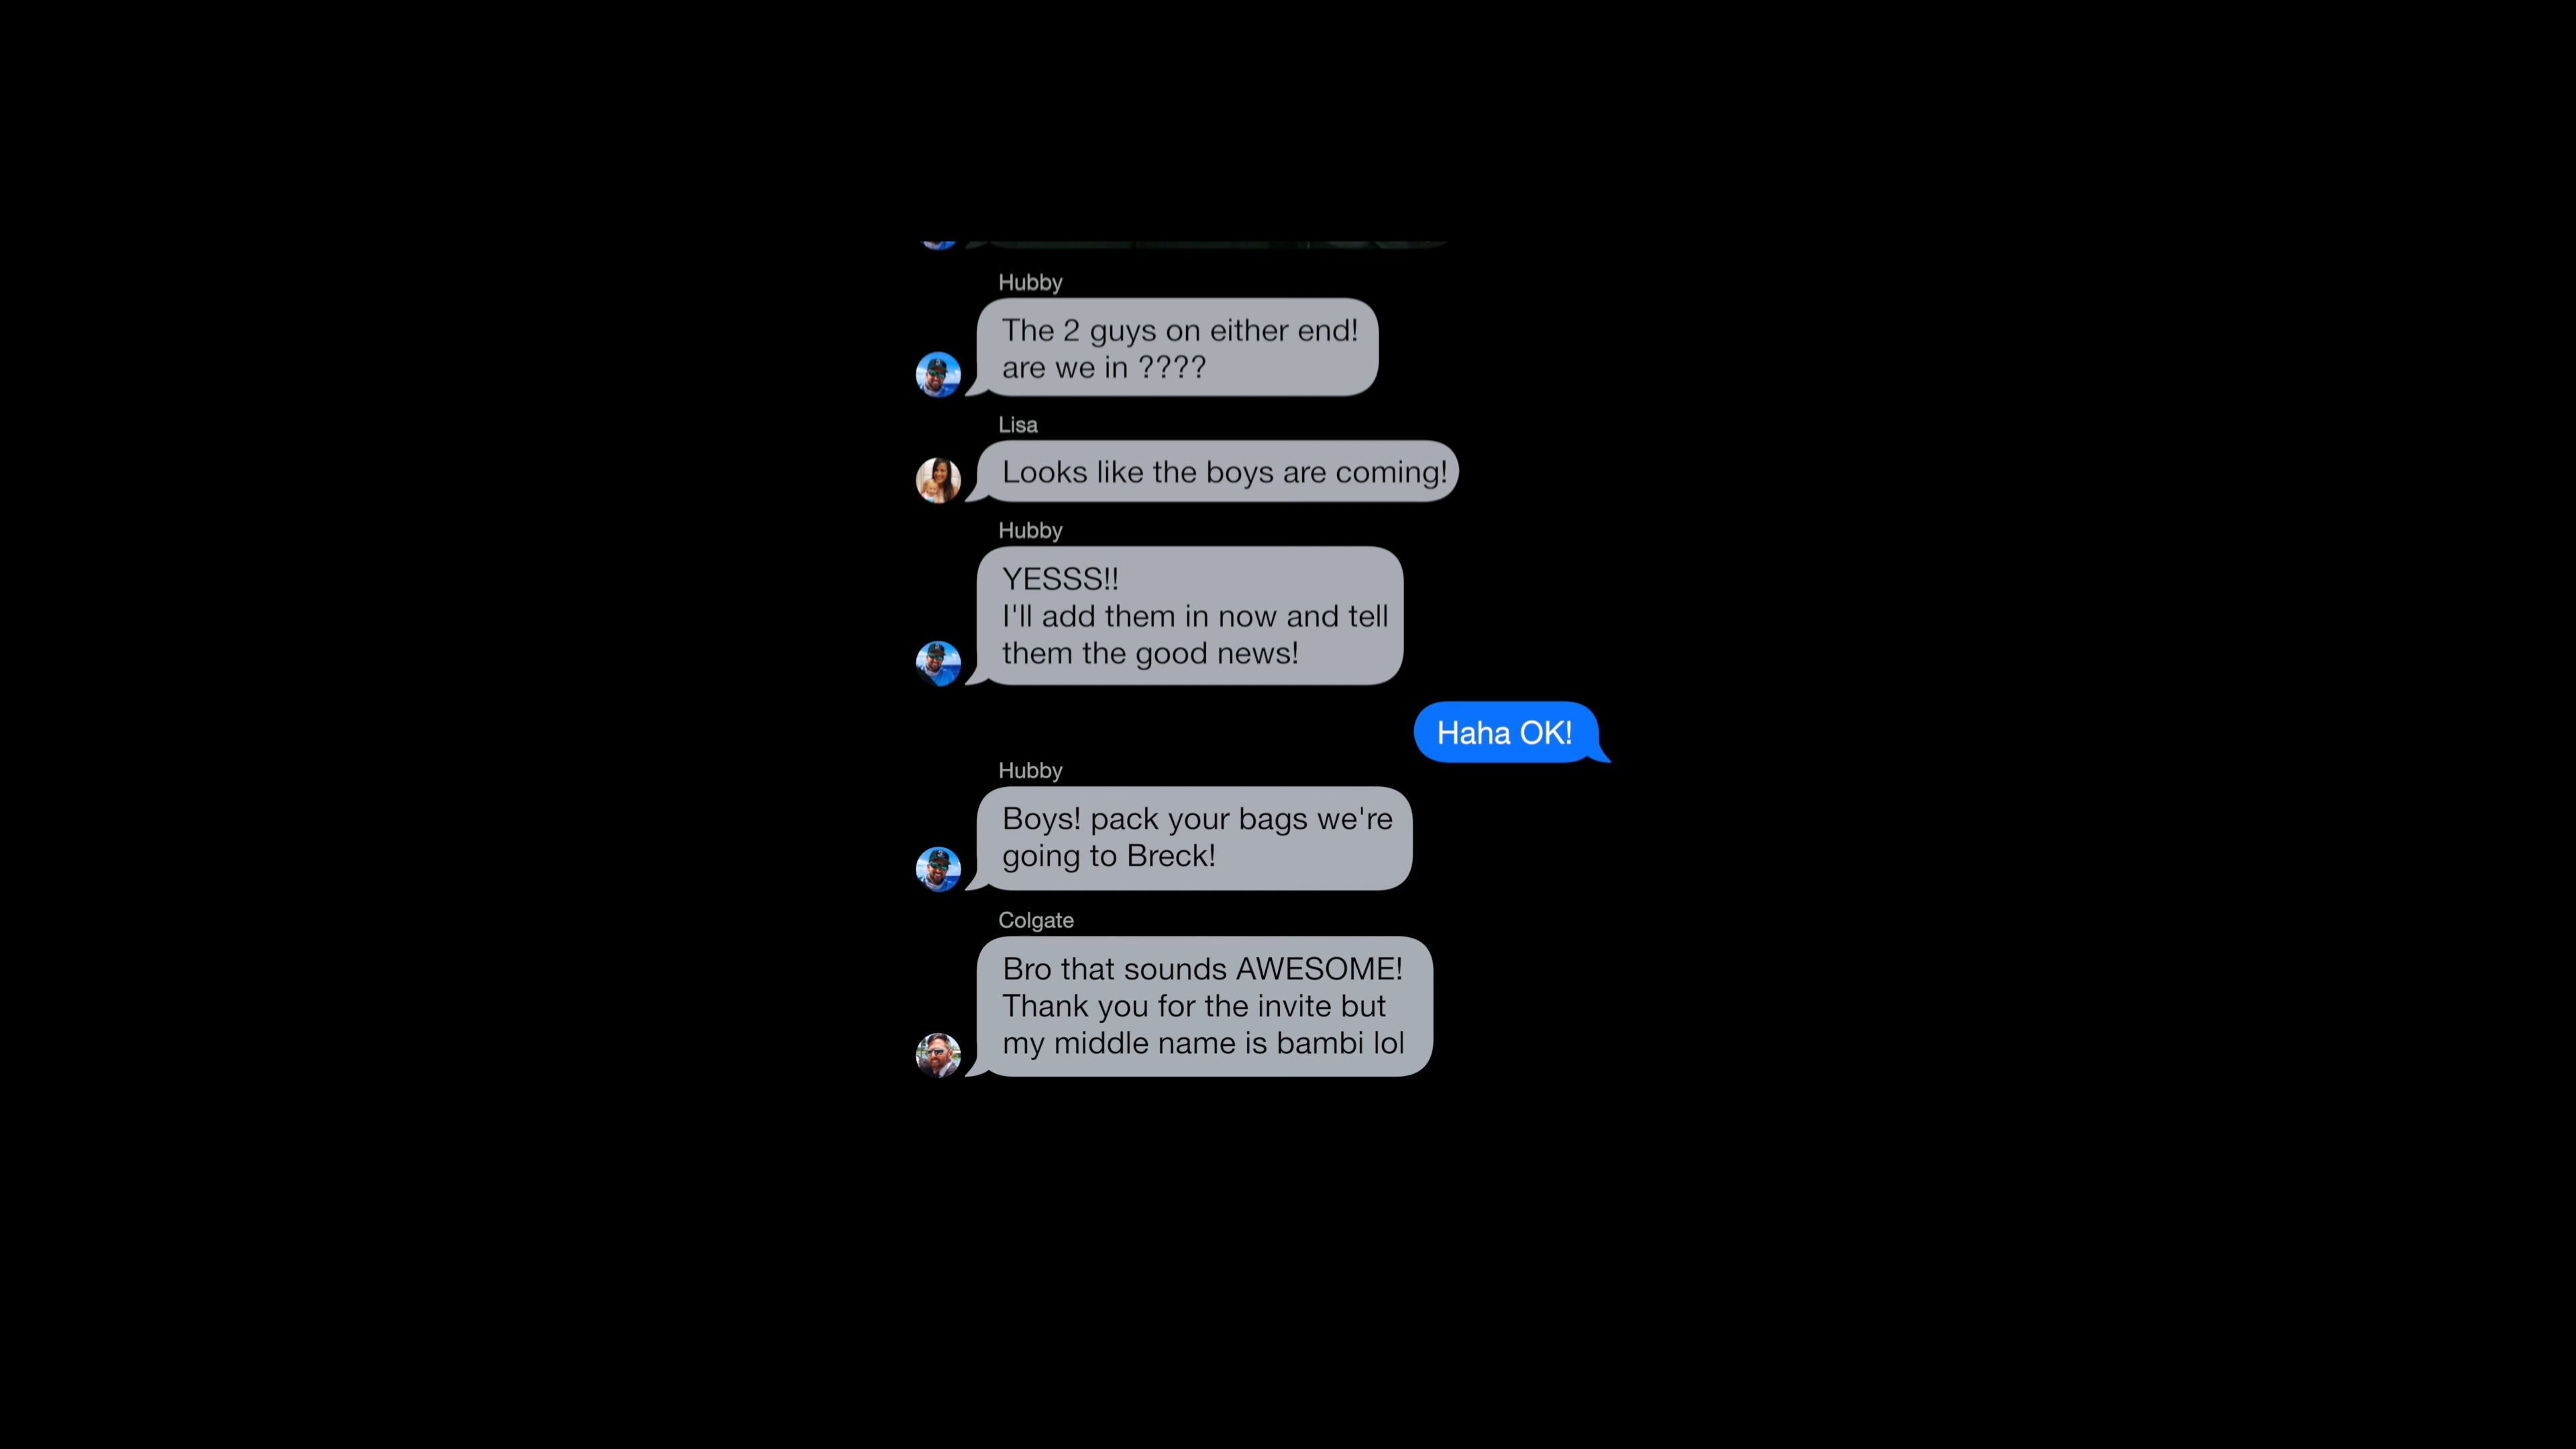 Hubby
The 2 guys on either end!
are we in ????
Lisa
Looks like the boys are coming!
Hubby
YESSS!!
I'll add them in now and tell
them the good news!
Haha OK!
Hubby
Boys! pack your bags we're
going to Breck!
Colgate
Bro that sounds AWESOME!
Thank you for the invite but
my middle name is bambi lol